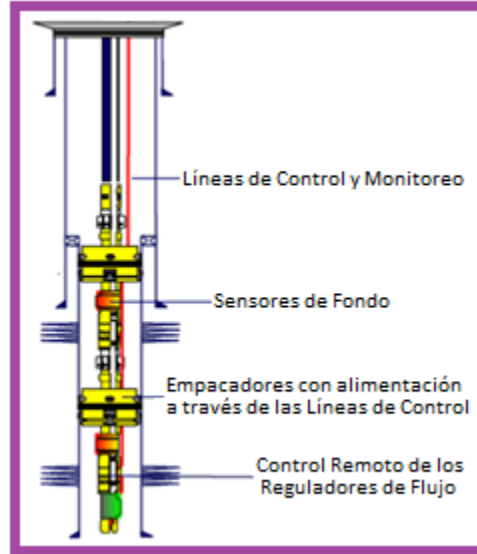 Líneas de Control y Monitoreo
Sensores de Fondo
Empacadores con alimentación
a través de las Líneas de Control
Control Remoto de los
Reguladores de Flujo